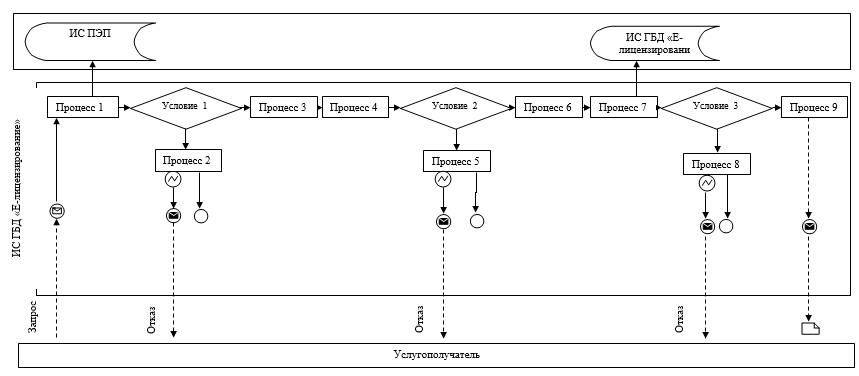 ИС ПЭП
ИС ГБД «Е-
лицензировани
Процесс 1
Условие 1
Процесс 3
Процесс 4
Условие 2
Процесс 6
Процесс 7
Условие 3
Процесс 9
Процесс 2
Процесс 5
Процесс 8
ИС ГБД «Е-лицензирование»
Запрос
Отказ
Отказ
Отказ
Услугополучатель